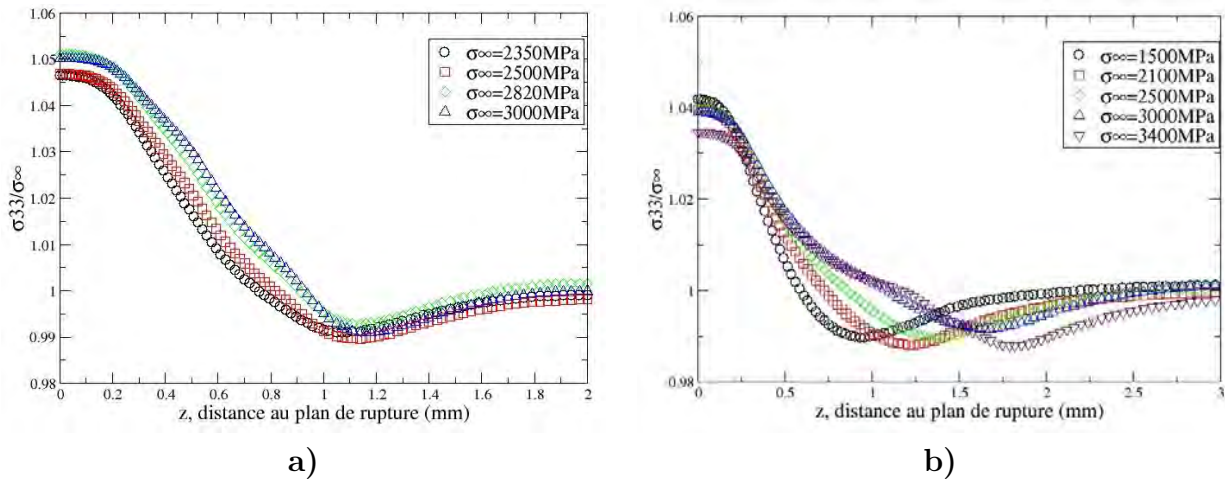 1.06
1.05
1.04
1.03
1.02
1.01
1
0.99
0.98
σ33/σ∞
0 0.2 0.4 0.6 0.8 1 1.2 1.4 1.6 1.8 2
z, distance au plan de rupture (mm)
σ∞=2350MPa
σ∞=2500MPa
σ∞=2820MPa
σ∞=3000MPa
a)
1.06
1.04
1.02
1
0.98
σ33/σ∞
0 0.5 1 1.5 2 2.5 3
z, distance au plan de rupture (mm)
σ∞=1500MPa
σ∞=2100MPa
σ∞=2500MPa
σ∞=3000MPa
σ∞=3400MPa
b)